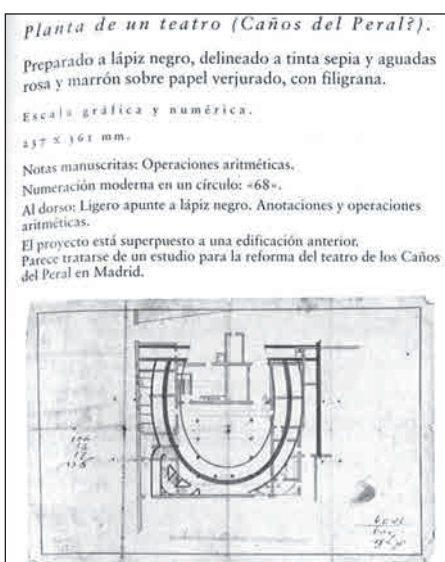 Planta de un teatro (Caños del Peral?).
Preparado a lápiz negro, delineado a tinta sepia y aguadas
rosa y marrón sobre papel verjurado, con filigrana.
Escala gráfica y numérica.
237 x 361 mm.
Notas manuscritas: Operaciones aritméticas.
Numeración moderna en un círculo: «68».
Al dorso: Ligero apunte a lápiz negro. Anotaciones y operaciones
aritméticas.
El proyecto está superpuesto a una edificación anterior.
Parece tratarse de un estudio para la reforma del teatro de los Caños
del Peral en Madrid.